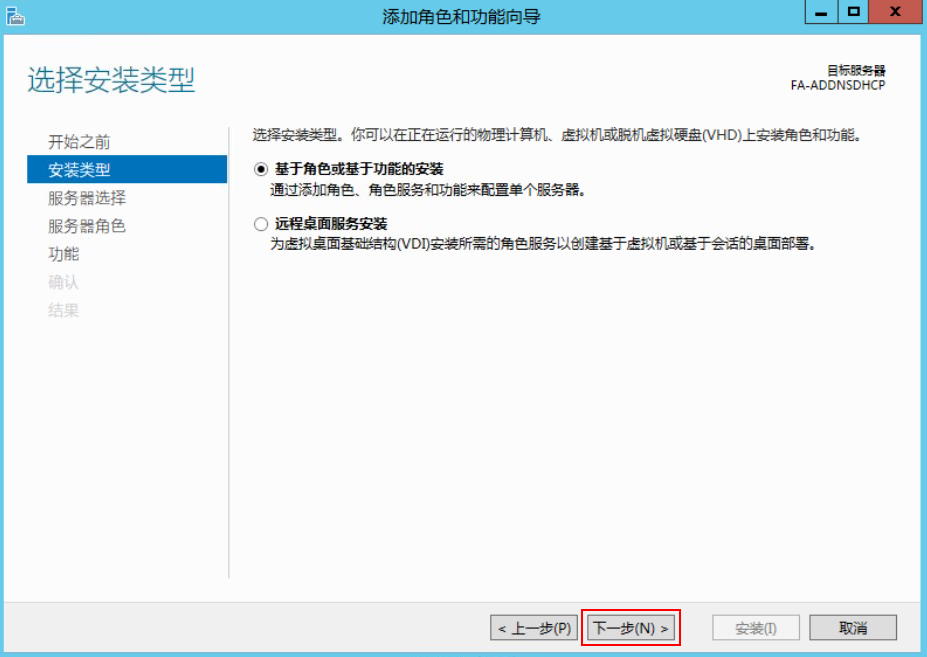 添加角色和功能向导
选择安装类型
目标服务器
FA-ADDNSDHCP
开始之前
安装类型
服务器选择
服务器角色
功能
确认
结果
选择安装类型。你可以在正在运行的物理计算机、虚拟机或脱机虚拟硬盘(VHD)上安装角色和功能。
基于角色或基于功能的安装
通过添加角色、角色服务和功能来配置单个服务器。
远程桌面服务安装
为虚拟桌面基础结构(VDI)安装所需的角色服务以创建基于虚拟机或基于会话的桌面部署。
< 上一步(P)
下一步(N) >
安装(I)
取消